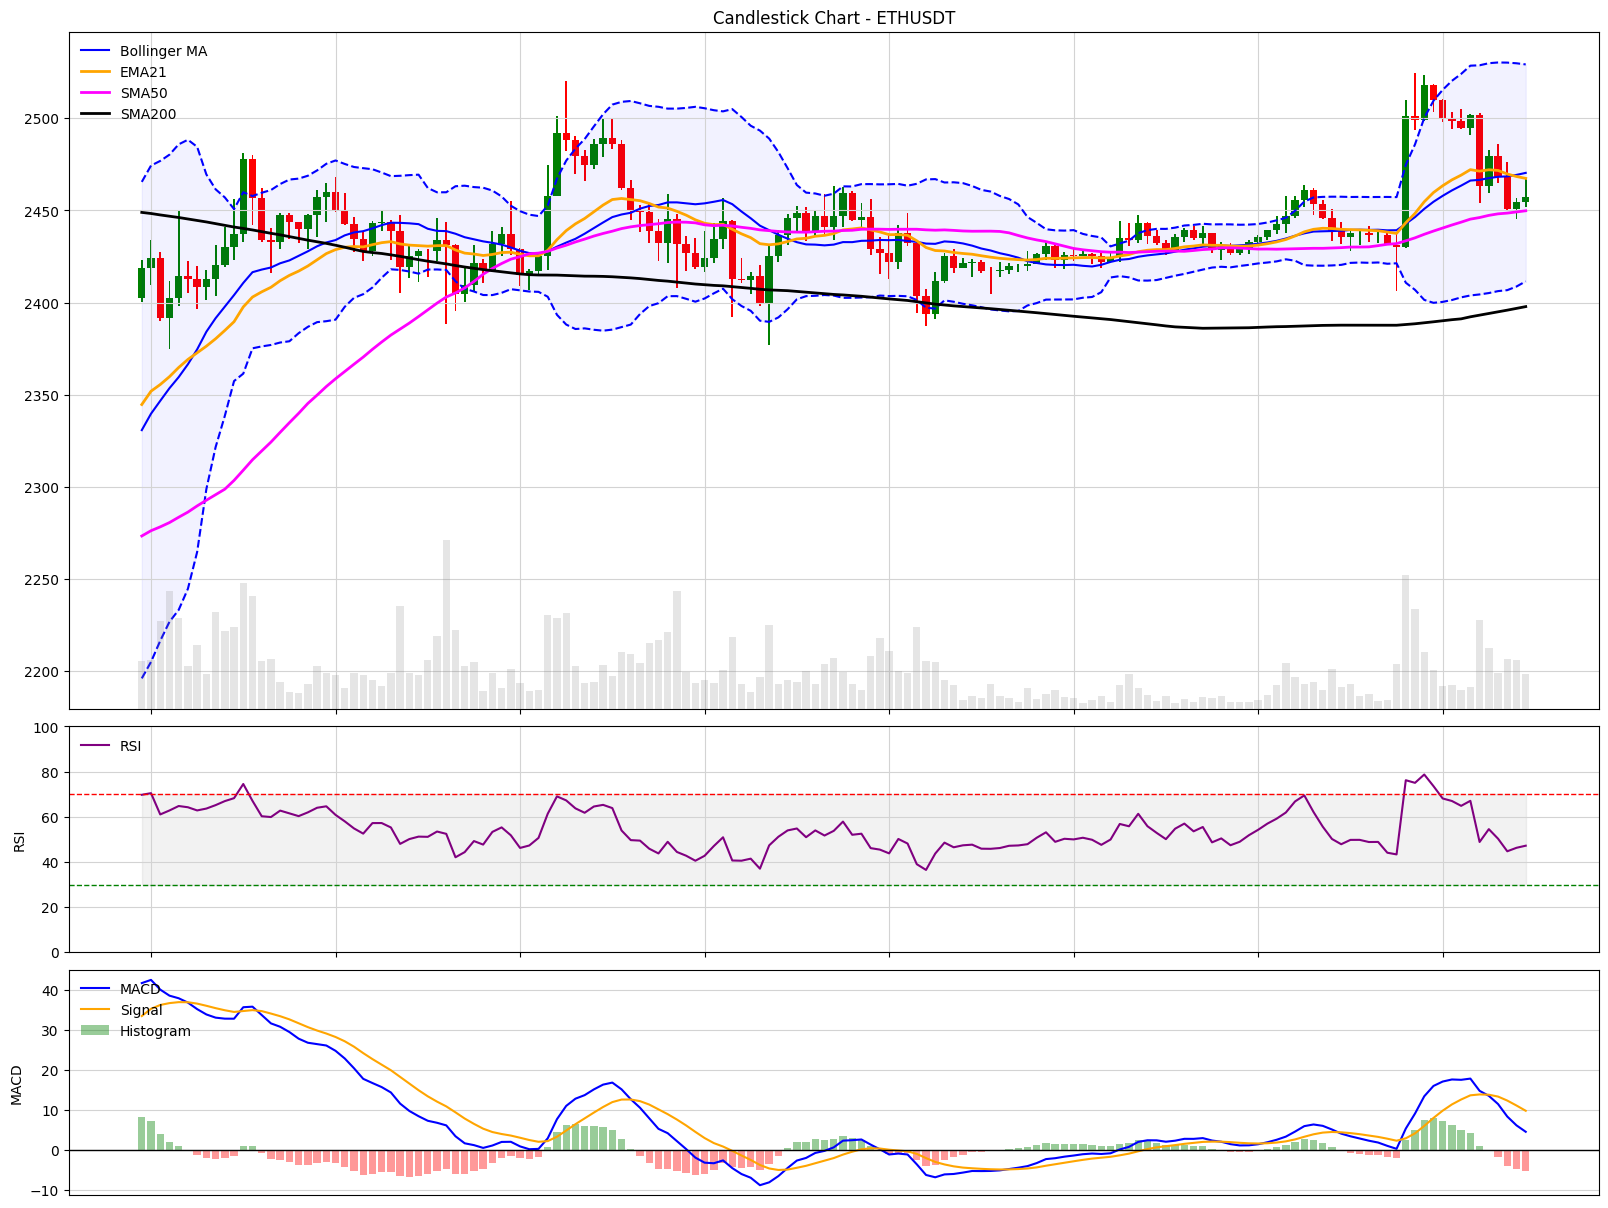 Candlestick Chart - ETHUSDT
Bollinger MA
EMA21
SMA50
SMA200
2500
2450
2400
2350
2300
2250
2200
100
80
60
40
20
0
RSI
RSI
40
30
20
10
0
−10
MACD
MACD
Signal
Histogram